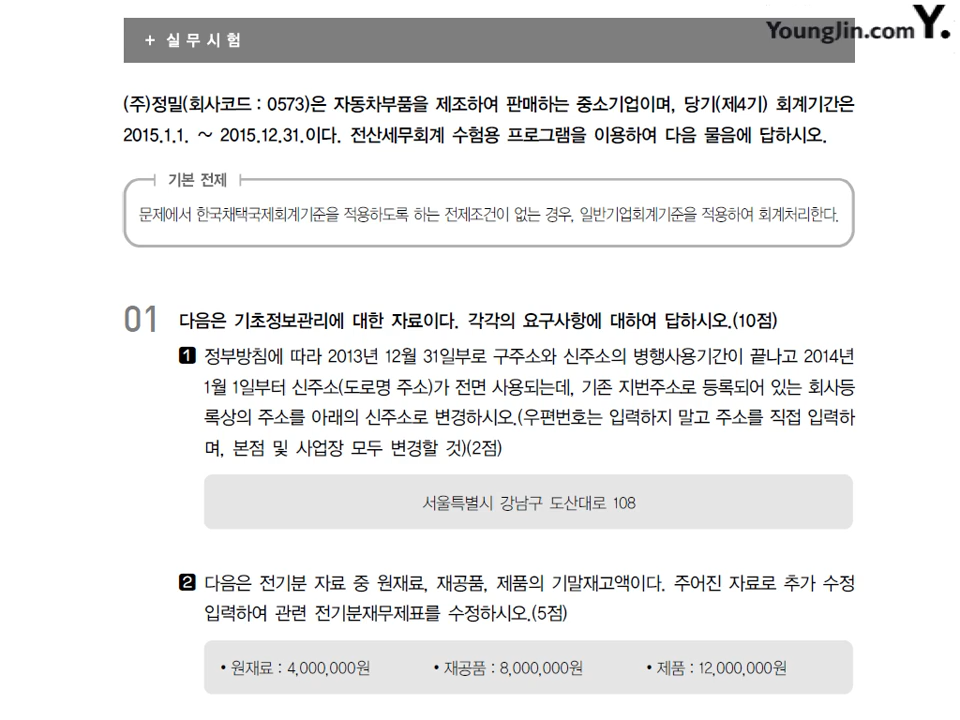 YoungJin.com Y.
+ 실무시험
(주)정밀(회사코드 : 0573)은 자동차부품을 제조하여 판매하는 중소기업이며, 당기(제4기) 회계기간은
2015.1.1. ~ 2015.12.31.이다. 전산세무회계 수험용 프로그램을 이용하여 다음 물음에 답하시오.
기본 전제
문제에서 한국채택국제회계기준을 적용하도록 하는 전제조건이 없는 경우, 일반기업회계기준을 적용하여 회계처리한다.
01 다음은 기초정보관리에 대한 자료이다. 각각의 요구사항에 대하여 답하시오.(10점)
1 정부방침에 따라 2013년 12월 31일부로 구주소와 신주소의 병행사용기간이 끝나고 2014년
1월 1일부터 신주소(도로명 주소)가 전면 사용되는데, 기존 지번주소로 등록되어 있는 회사등
록상의 주소를 아래의 신주소로 변경하시오.(우편번호는 입력하지 말고 주소를 직접 입력하
며, 본점 및 사업장 모두 변경할 것)(2점)
서울특별시 강남구 도산대로 108
2 다음은 전기분 자료 중 원재료, 재공품, 제품의 기말재고액이다. 주어진 자료로 추가 수정
입력하여 관련 전기분재무제표를 수정하시오.(5점)
• 원재료 : 4,000,000원 • 재공품 : 8,000,000원 • 제품 : 12,000,000원